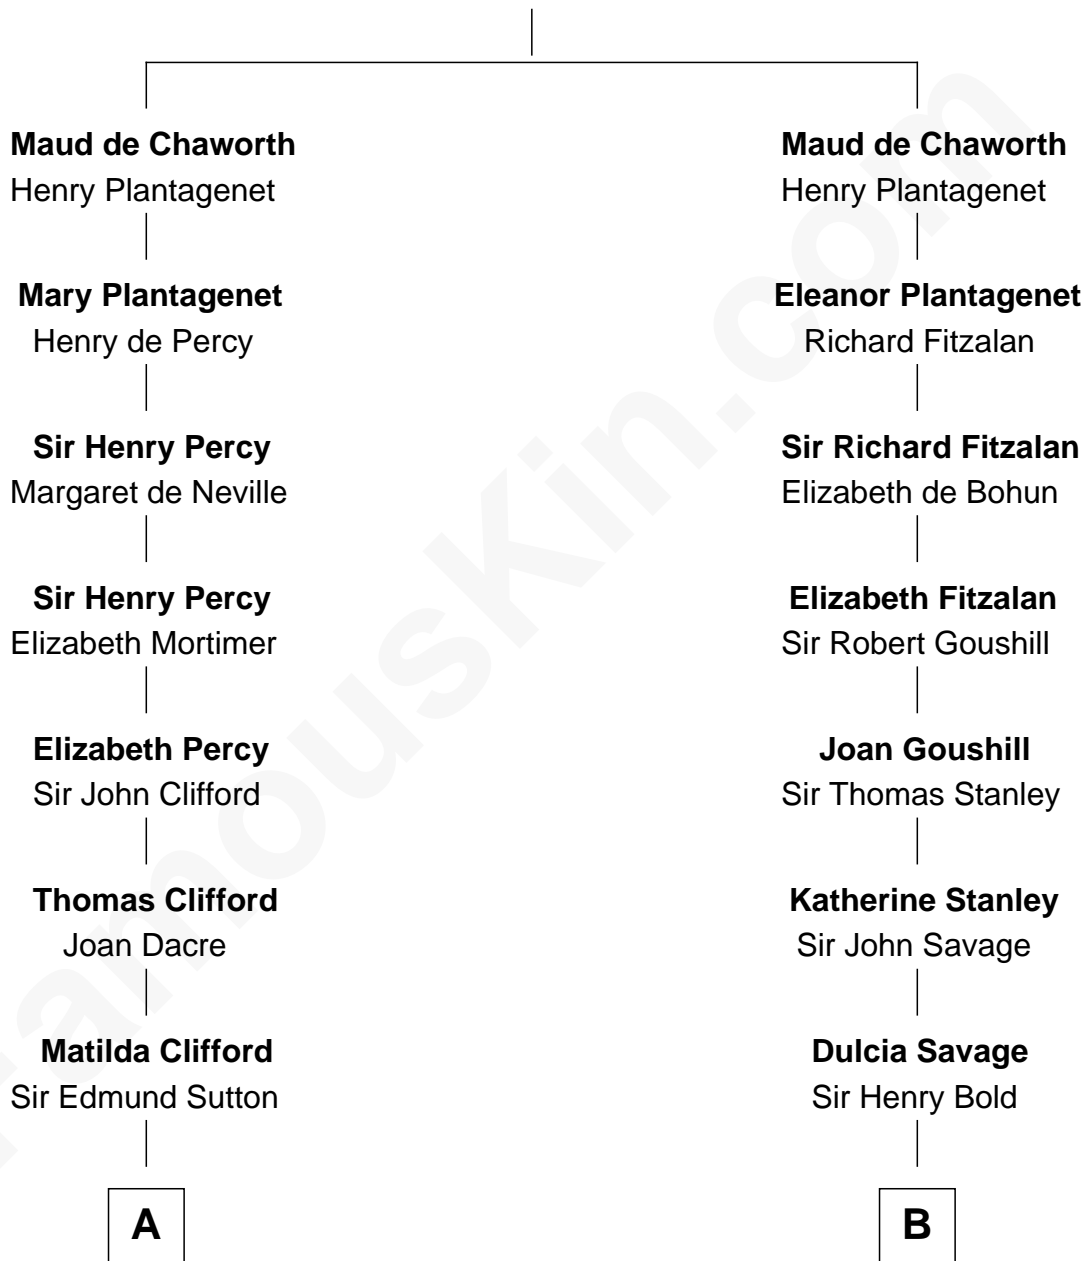 Maud de Chaworth
Henry Plantagenet
Mary Plantagenet
Henry de Percy
Sir Henry Percy
Margaret de Neville
Sir Henry Percy
Elizabeth Mortimer
Elizabeth Percy
Sir John Clifford
Thomas Clifford
Joan Dacre
Matilda Clifford
Sir Edmund Sutton
A
Maud de Chaworth
Henry Plantagenet
Eleanor Plantagenet
Richard Fitzalan
Sir Richard Fitzalan
Elizabeth de Bohun
Elizabeth Fitzalan
Sir Robert Goushill
Joan Goushill
Sir Thomas Stanley
Katherine Stanley
Sir John Savage
Dulcia Savage
Sir Henry Bold
B
FamousKin.com